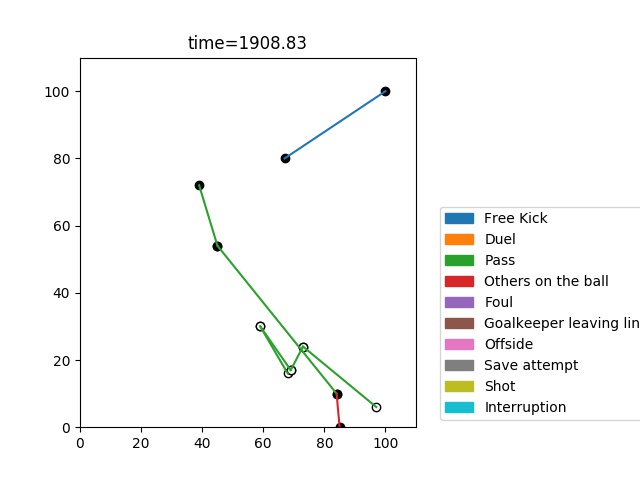 time=1908.83
100
80
60
40
20
0
0
20
40
60
80
100
Free Kick
Duel
Pass
Others on the ball
Foul
Goalkeeper leaving lin
Offside
Save attempt
Shot
Interruption